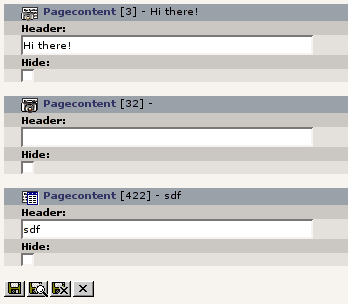 Pagecontent [3] - Hi there!
Header:
Hi there!
Hide:
Pagecontent [32] -
Header:
Hide:
Pagecontent [422] - sdf
Header:
sdf
Hide: